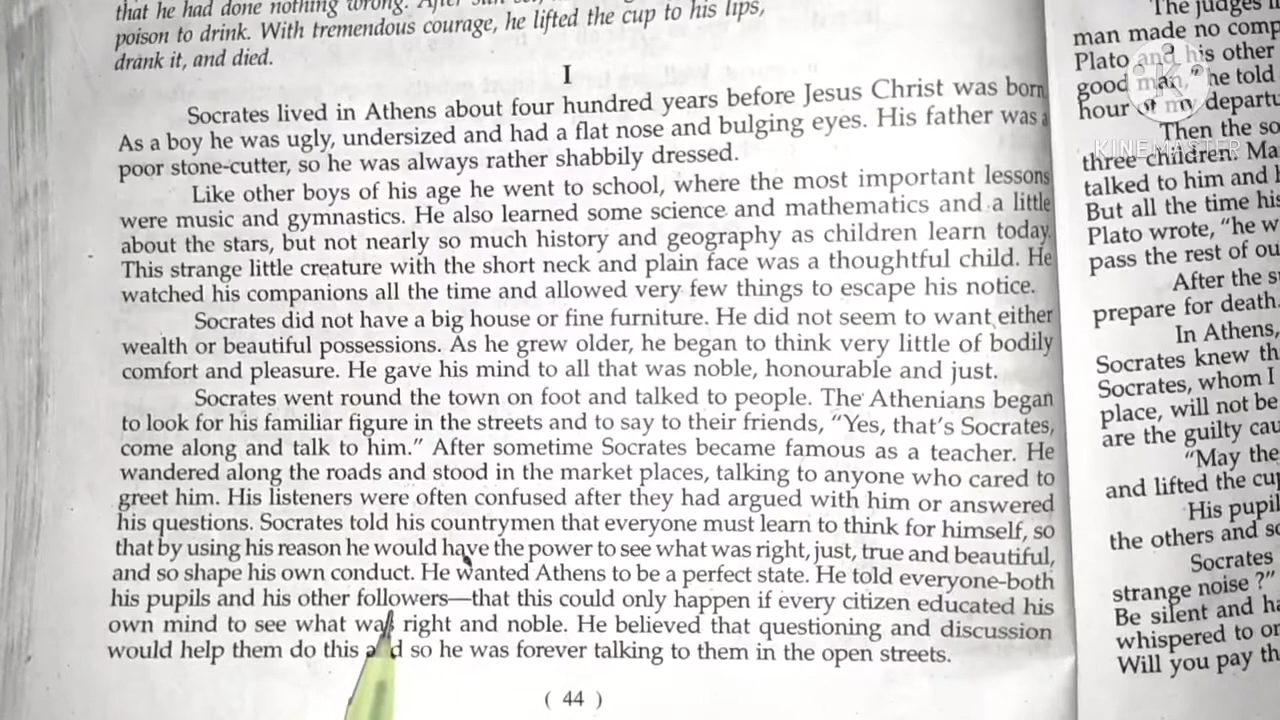 that he had done nothing wrong. After
poison to drink. With tremendous courage, he lifted the cup to his lips,
drank it, and died.
I
Socrates lived in Athens about four hundred years before Jesus Christ was born.
As a boy he was ugly, undersized and had a flat nose and bulging eyes. His father was a
poor stone-cutter, so he was always rather shabbily dressed.
Like other boys of his age he went to school, where the most important lessons
were music and gymnastics. He also learned some science and mathematics and a little
about the stars, but not nearly so much history and geography as children learn today.
This strange little creature with the short neck and plain face was a thoughtful child. He
watched his companions all the time and allowed very few things to escape his notice.
Socrates did not have a big house or fine furniture. He did not seem to want either
wealth or beautiful possessions. As he grew older, he began to think very little of bodily
comfort and pleasure. He gave his mind to all that was noble, honourable and just.
Socrates went round the town on foot and talked to people. The Athenians began
to look for his familiar figure in the streets and to say to their friends, "Yes, that's Socrates,
come along and talk to him." After sometime Socrates became famous as a teacher. He
wandered along the roads and stood in the market places, talking to anyone who cared to
greet him. His listeners were often confused after they had argued with him or answered
his questions. Socrates told his countrymen that everyone must learn to think for himself, so
that by using his reason he would have the power to see what was right, just, true and beautiful,
and so shape his own conduct. He wanted Athens to be a perfect state. He told everyone-both
his pupils and his other followers—that this could only happen if every citizen educated his
own mind to see what was right and noble. He believed that questioning and discussion
would help them do this and so he was forever talking to them in the open streets.
( 44 )
The judges
man made no
Plato and his other
good man," he told
hour of my
Then the
three children.
talked to him and
But all the time his
Plato wrote, "he
pass the rest of
After the
prepare for death.
In Athens,
Socrates knew
Socrates, whom I
place, will not be
are the guilty
"May the
and lifted the
His
the others and
Socrates
strange noise ?"
Be silent and
whispered to
Will you pay
K
KINEMASTER